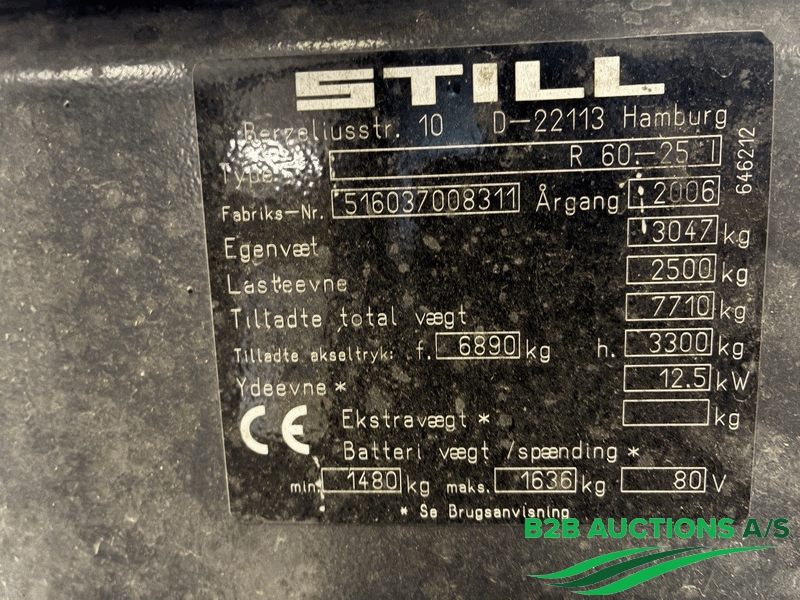 STILL
Berzeliusstr. 10 D-22113 Hamburg
Type R 60-25 I
646212
Fabriks-Nr. 516037008311 Årgang 2006
Egenvægt 3047 kg
Lasteevne 2500 kg
Tilladte total vægt 7710 kg
Tilladte akseltryk: f. 6890 kg h. 3300 kg
Ydeevne * 12.5 kW
CE Ekstravægt * kg
Batteri vægt /spænding *
min. 1480 kg maks. 1636 kg 80 V
* Se Brugsanvisning
B2B AUCTIONS A/S